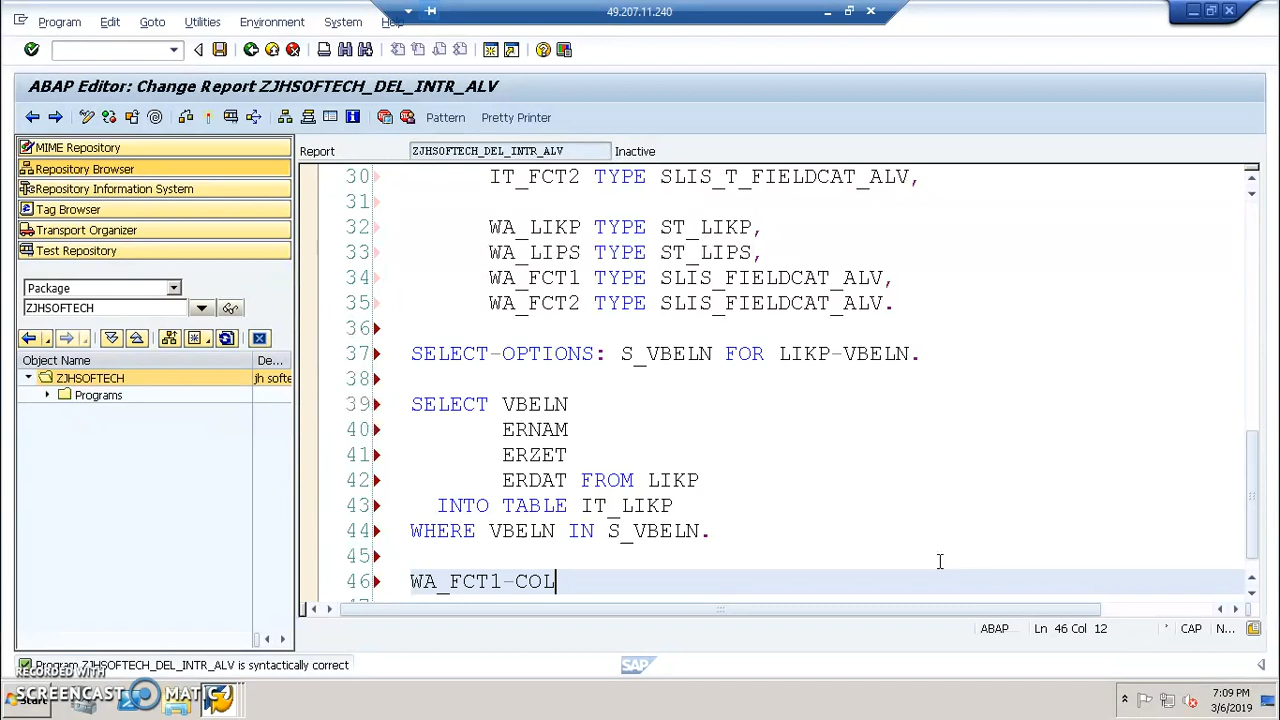 49.207.11.240
Program Edit Goto Utilities Environment System Help
ABAP Editor: Change Report ZJHSOFTECH_DEL_INTR_ALV
Pattern Pretty Printer
MIME Repository
Repository Browser
Repository Information System
Tag Browser
Transport Organizer
Test Repository
Package
ZJHSOFTECH
Object Name De...
ZJHSOFTECH jh softe
Programs
Report ZJHSOFTECH_DEL_INTR_ALV Inactive
30 IT_FCT2 TYPE SLIS_T_FIELDCAT_ALV,
31
32 WA_LIKP TYPE ST_LIKP,
33 WA_LIPS TYPE ST_LIPS,
34 WA_FCT1 TYPE SLIS_FIELDCAT_ALV,
35 WA_FCT2 TYPE SLIS_FIELDCAT_ALV.
36
37 SELECT-OPTIONS: S_VBELN FOR LIKP-VBELN.
38
39 SELECT VBELN
40 ERNAM
41 ERZET
42 ERDAT FROM LIKP
43 INTO TABLE IT_LIKP
44 WHERE VBELN IN S_VBELN.
45
46 WA_FCT1-COL
ABAP Ln 46 Col 12 CAP N...
Program ZJHSOFTECH_DEL_INTR_ALV is syntactically correct
SAP
RECORDED WITH
SCREENCAST MATIC
Start
7:09 PM
3/6/2019